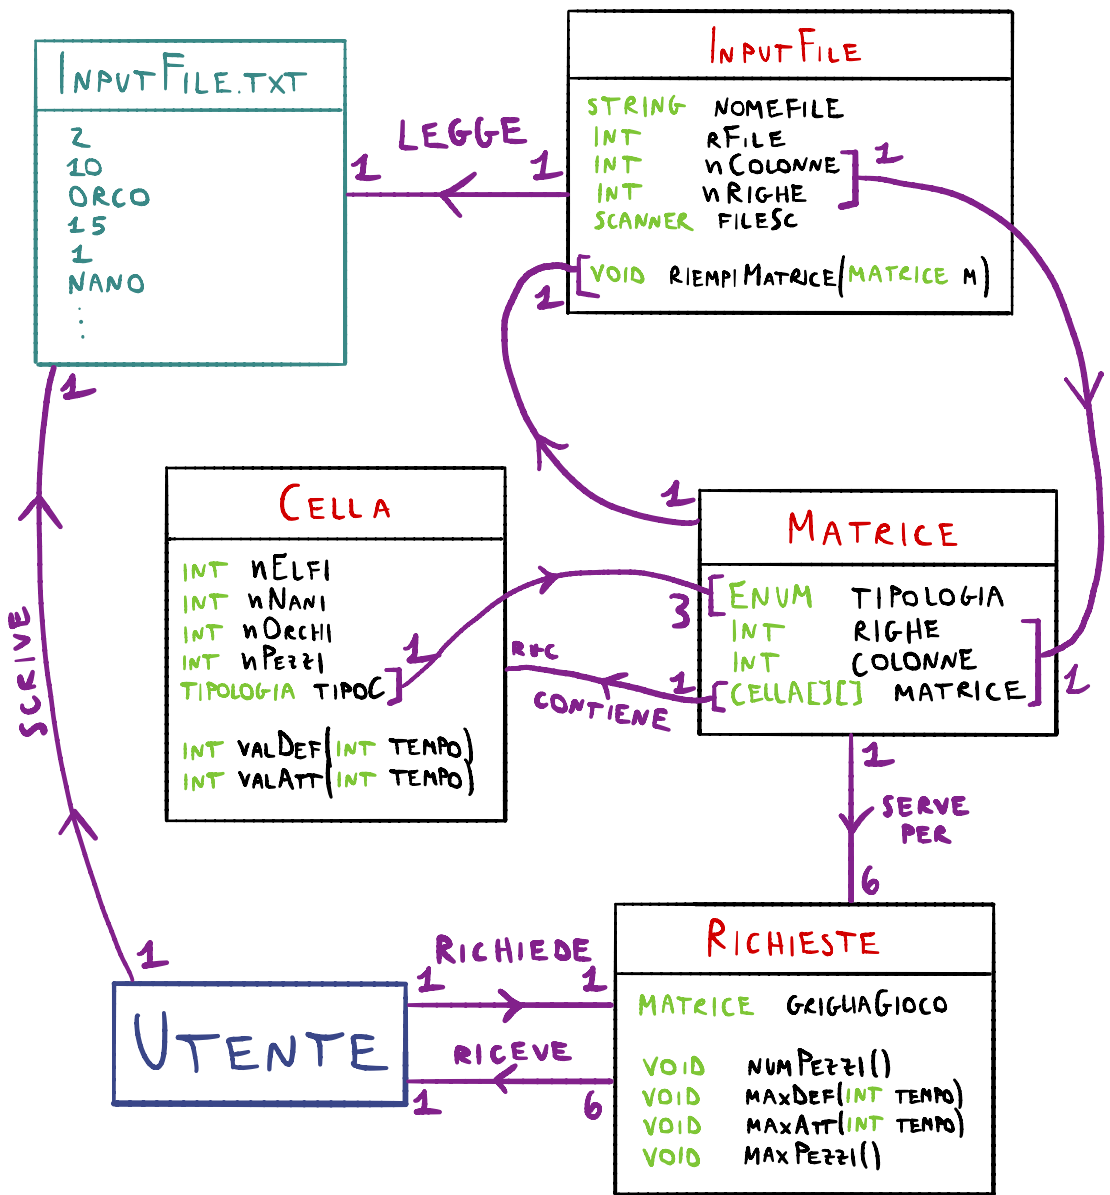 INPUTFILE.TXT
2
10
ORCO
15
1
NANO
.
.
.
LEGGE
1
1
INPUTFILE
STRING NOMEFILE
INT rFILE
INT nCOLONNE
INT nRIGHE
SCANNER FILESC
VOID RIEMPIMATRICE(MATRICE M)
1
1
1
CELLA
INT nELFI
INT nNANI
INT nORCHI
INT nPEZZI
TIPOLOGIA TIPOC
INT VALDEF(INT TEMPO)
INT VALATT(INT TEMPO)
1
1
MATRICE
ENUM TIPOLOGIA
INT RIGHE
INT COLONNE
CELLA[][] MATRICE
3
R*C
1
CONTIENE
1
SCRIVE
1
SERVE
PER
6
1
UTENTE
RICHIEDE
1
1
RICEVE
1
6
RICHIESTE
MATRICE GRIGLIAGIOCO
VOID NUMPEZZI()
VOID MAXDEF(INT TEMPO)
VOID MAXATT(INT TEMPO)
VOID MAXPEZZI()